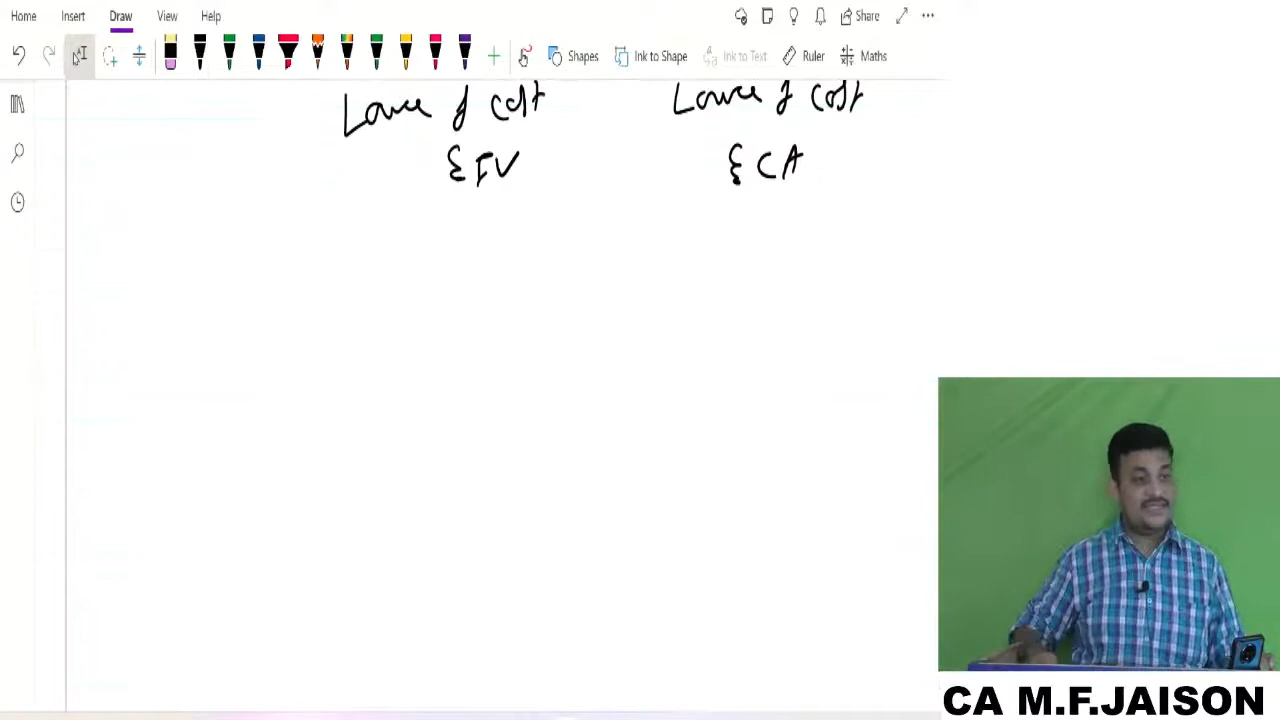 Home Insert Draw View Help Share
Shapes Ink to Shape Ink to Text Ruler Maths
Lower of cost Lower of cost
& FV & CA
CA M.F.JAISON